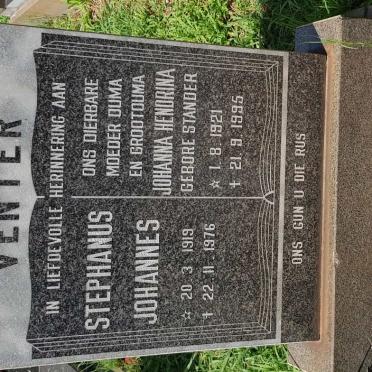 VENTER
IN LIEFDEVOLLE HERINNERING AAN
STEPHANUS
JOHANNES
☆ 20 . 3 . 1919
✝ 22 . 11 . 1976
ONS DIERBARE
MOEDER OUMA
EN GROOTOUMA
JOHANNA HENDRINA
GEBORE STANDER
☆ 1 . 8 . 1921
✝ 21 . 9 . 1995
ONS GUN U DIE RUS